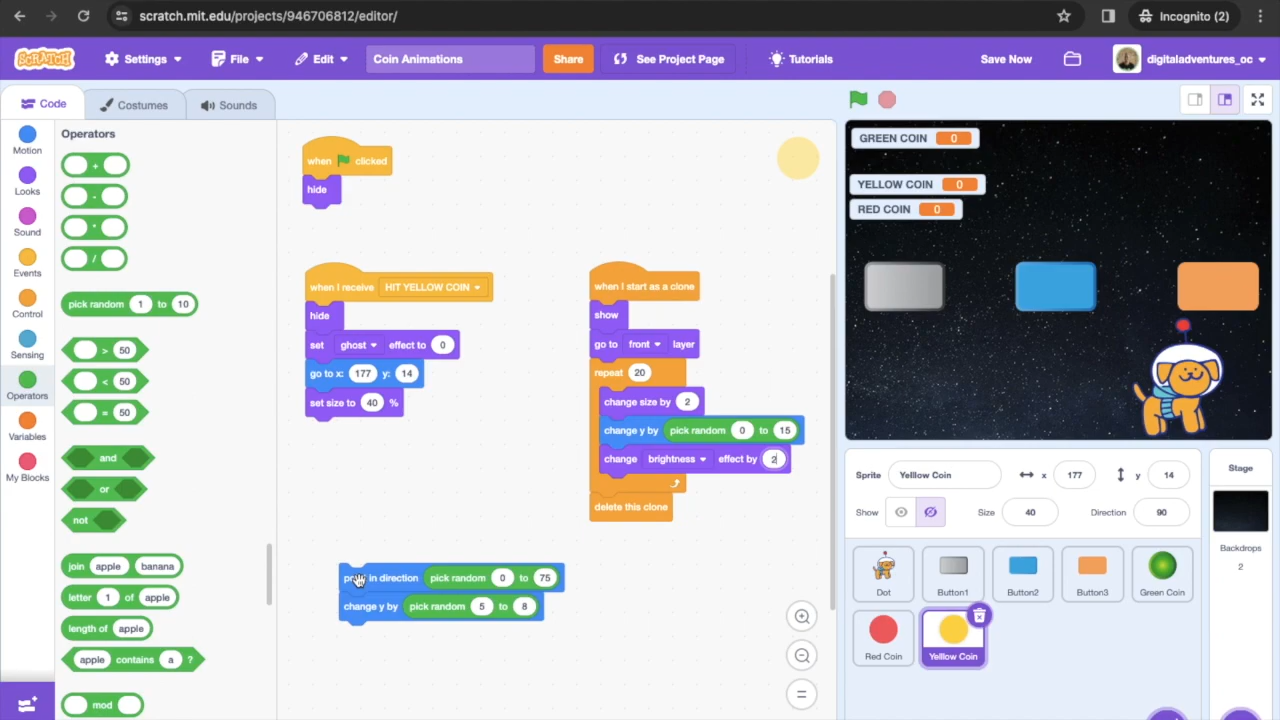 scratch.mit.edu/projects/946706812/editor/
Incognito (2)
SCRATCH
Settings
File
Edit
Coin Animations
Share
See Project Page
Tutorials
Save Now
digitaladventures_oc
Code
Costumes
Sounds
Motion
Looks
Sound
Events
Control
Sensing
Operators
Variables
My Blocks
Operators
+
-
*
/
pick random 1 to 10
> 50
< 50
= 50
and
or
not
join apple banana
letter 1 of apple
length of apple
apple contains a ?
mod
when clicked
hide
when I receive HIT YELLOW COIN
hide
set ghost effect to 0
go to x: 177 y: 14
set size to 40 %
when I start as a clone
show
go to front layer
repeat 20
change size by 2
change y by pick random 0 to 15
change brightness effect by 2
delete this clone
in direction pick random 0 to 75
change y by pick random 5 to 8
GREEN COIN 0
YELLOW COIN 0
RED COIN 0
Sprite Yelllow Coin x 177 y 14
Show Size 40 Direction 90
Dot
Button1
Button2
Button3
Green Coin
Red Coin
Yelllow Coin
Stage
Backdrops
2